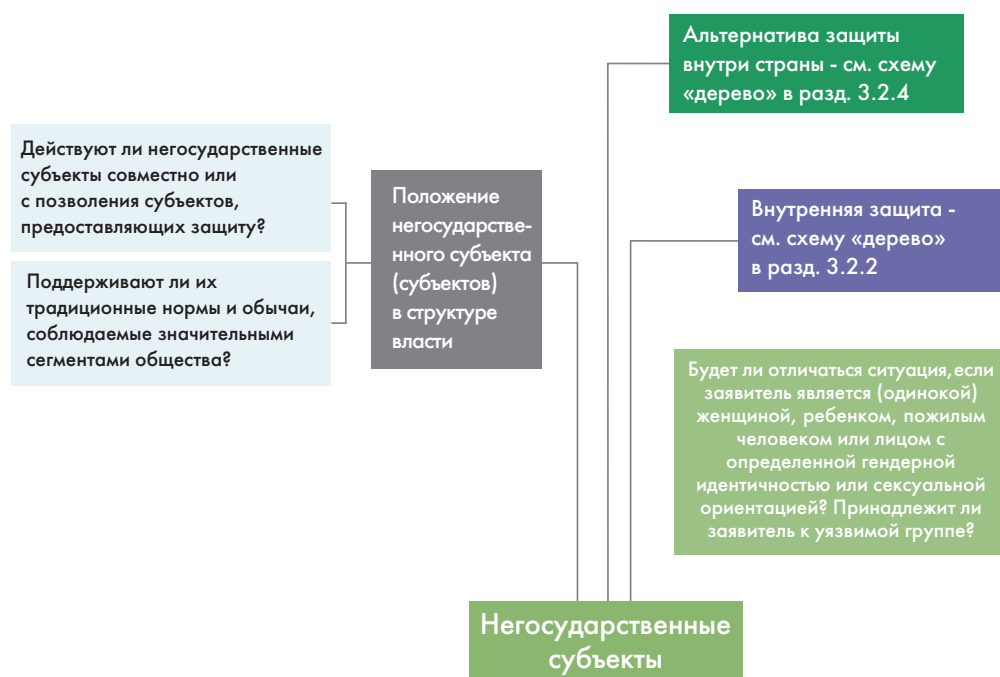 Альтернатива защиты
внутри страны - см. схему
«дерево» в разд. 3.2.4
Действуют ли негосударственные
субъекты совместно или
с позволения субъектов,
предоставляющих защиту?
Поддерживают ли их
традиционные нормы и обычаи,
соблюдаемые значительными
сегментами общества?
Положение
негосударстве-
нного субъекта
(субъектов)
в структуре
власти
Внутренняя защита -
см. схему «дерево»
в разд. 3.2.2
Будет ли отличаться ситуация,если
заявитель является (одинокой)
женщиной, ребенком, пожилым
человеком или лицом с
определенной гендерной
идентичностью или сексуальной
ориентацией? Принадлежит ли
заявитель к уязвимой группе?
Негосударственные
субъекты